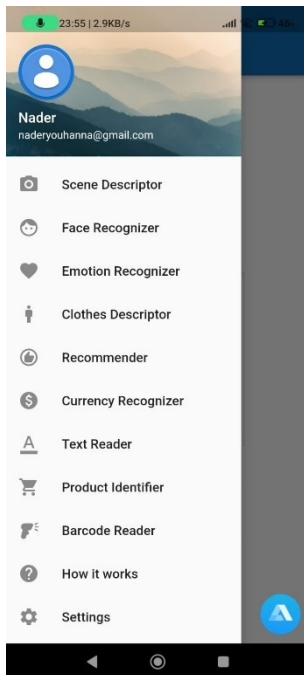 23:55 | 2.9KB/s
Nader
naderyouhanna@gmail.com
Scene Descriptor
Face Recognizer
Emotion Recognizer
Clothes Descriptor
Recommender
Currency Recognizer
Text Reader
Product Identifier
Barcode Reader
How it works
Settings